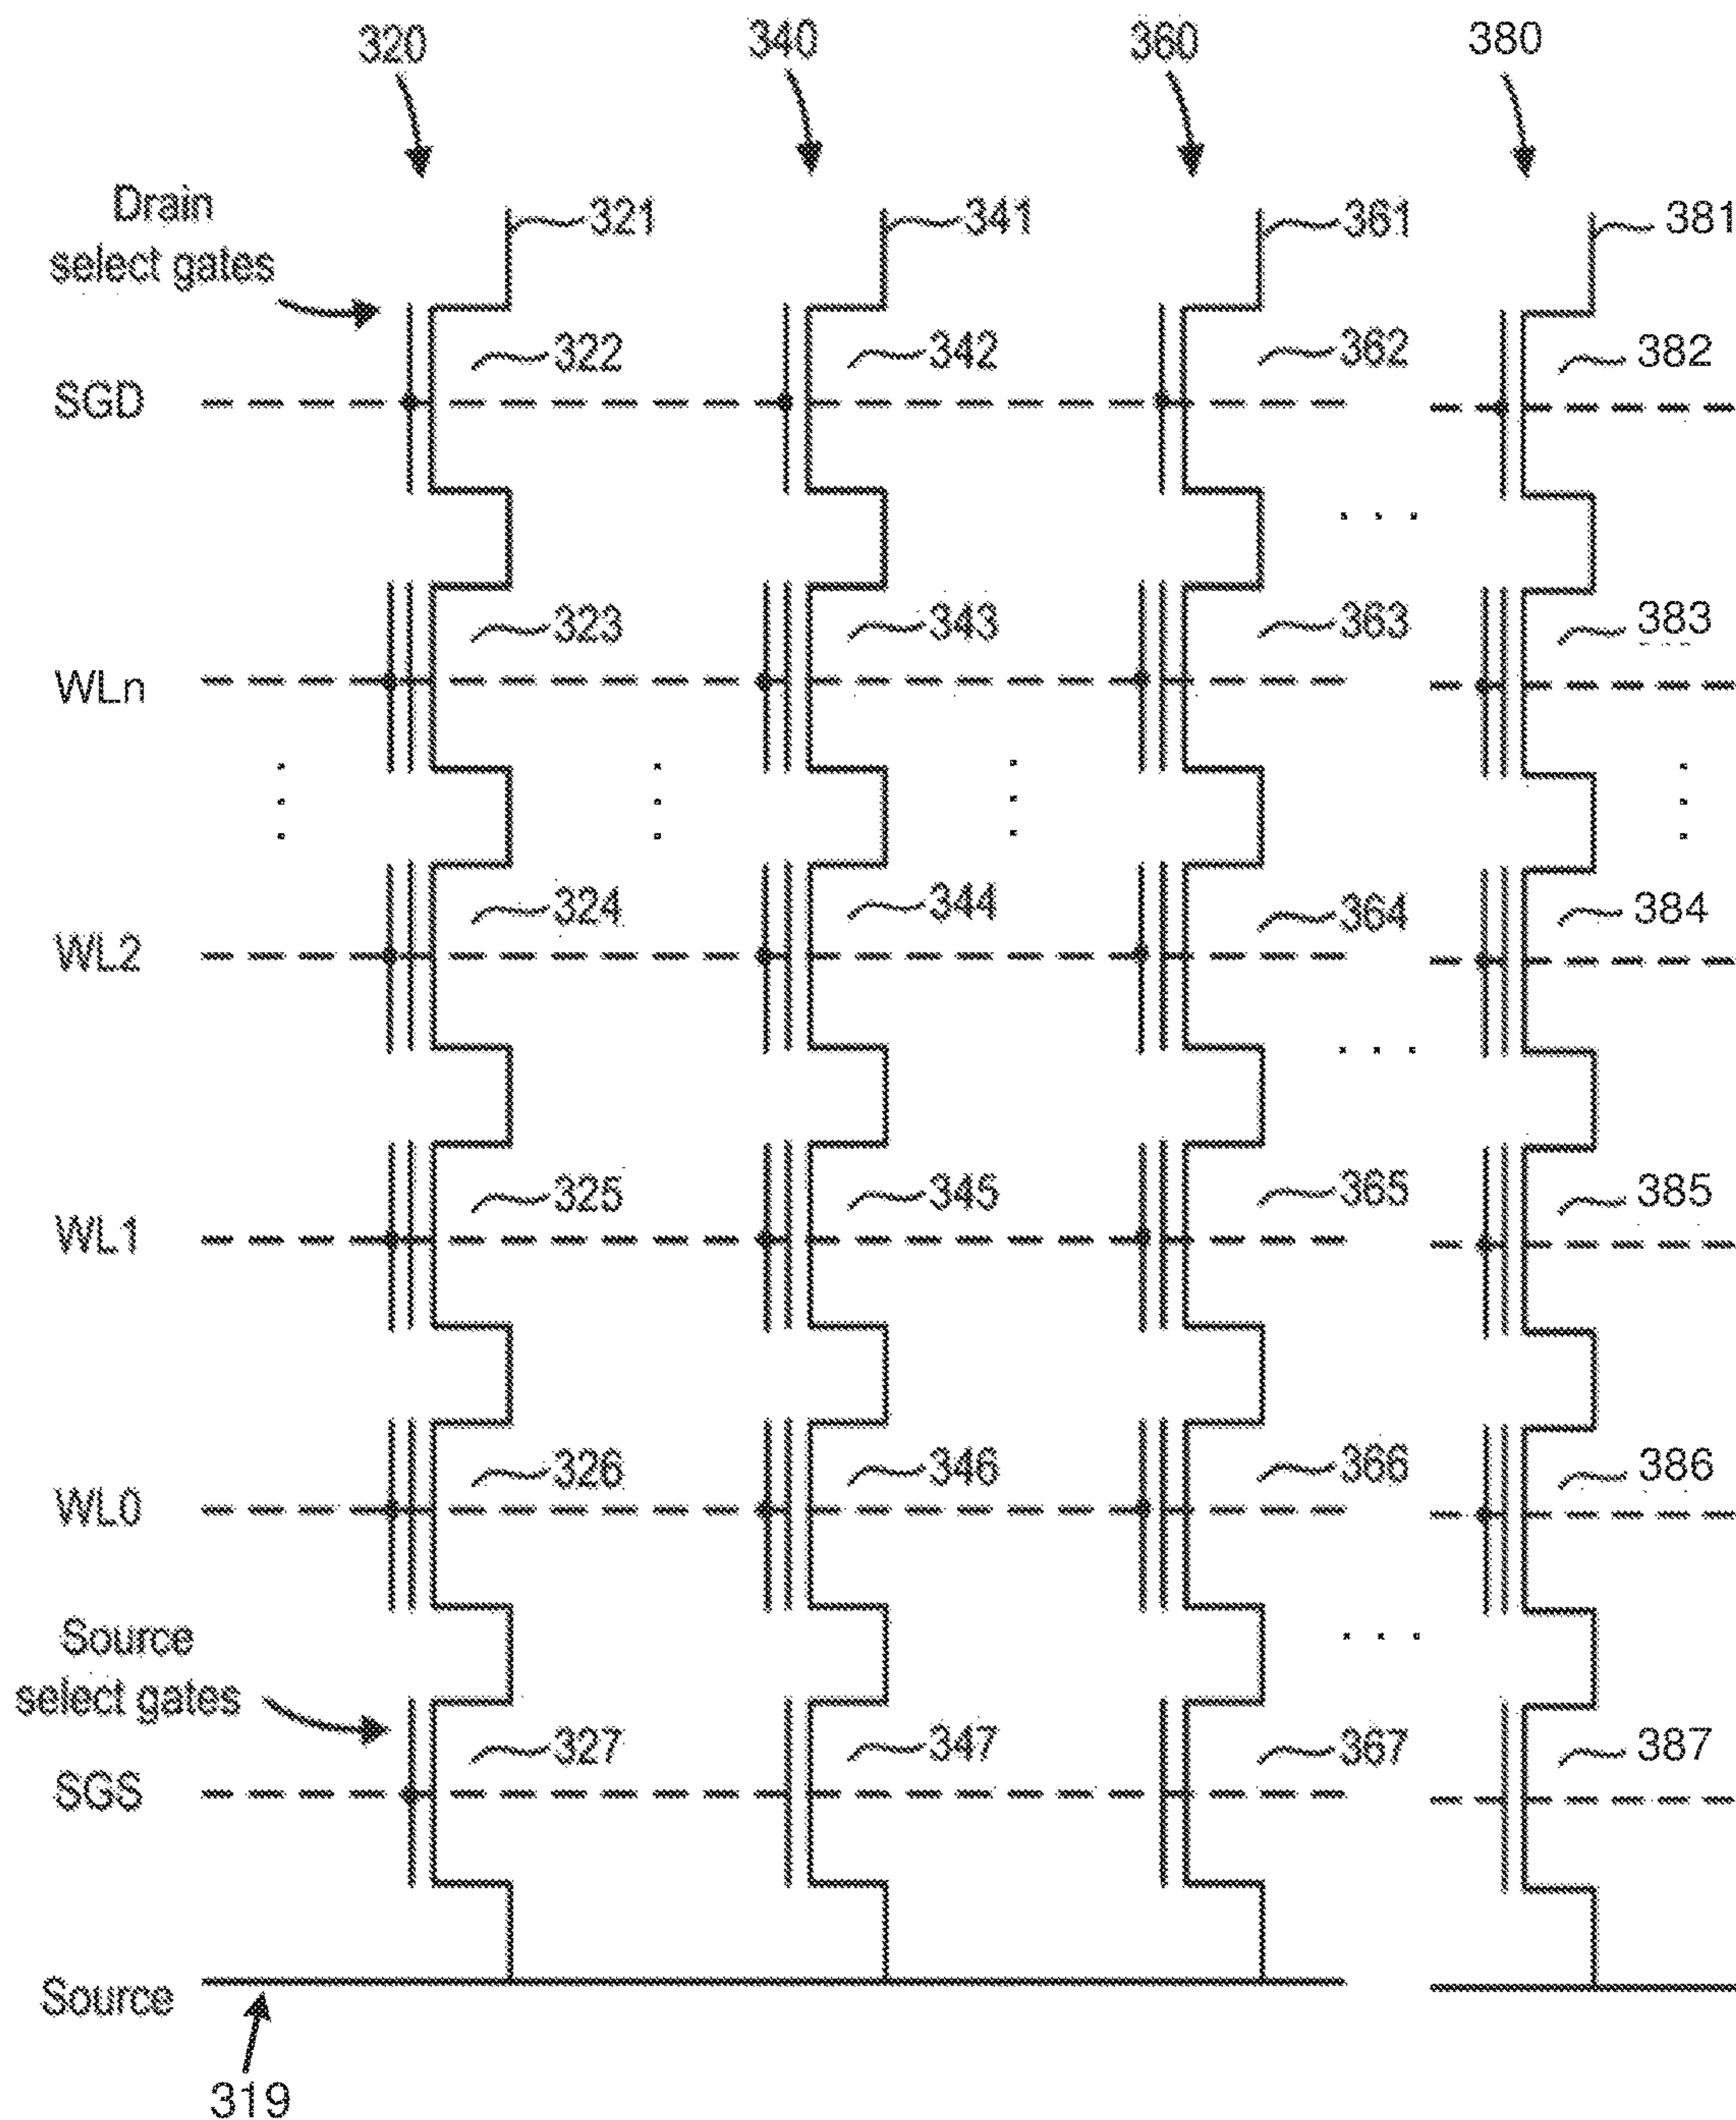 320 340 360 380
Drain
select gates
321 341 361 381
322 342 362 382
SGD
323 343 363 383
WLn
324 344 364 384
WL2
325 345 365 385
WL1
326 346 366 386
WL0
Source
select gates
327 347 367 387
SGS
Source
319